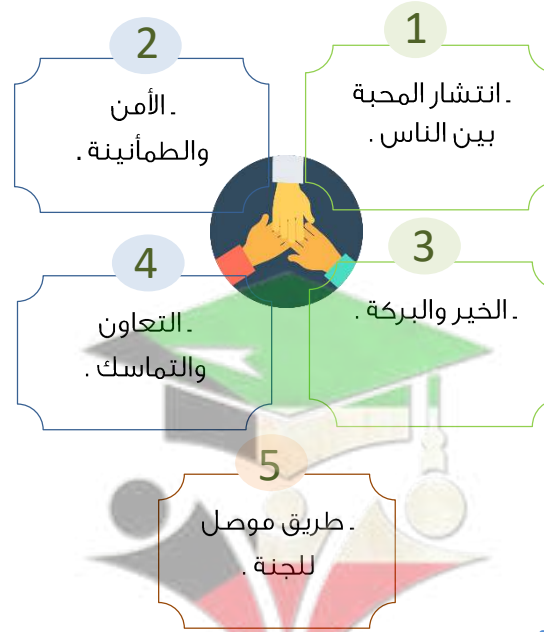 1
ـ انتشار المحبة
بين الناس .
2
ـ الأمن
والطمأنينة .
3
ـ الخير والبركة .
4
ـ التعاون
والتماسك .
5
ـ طريق موصل
للجنة .